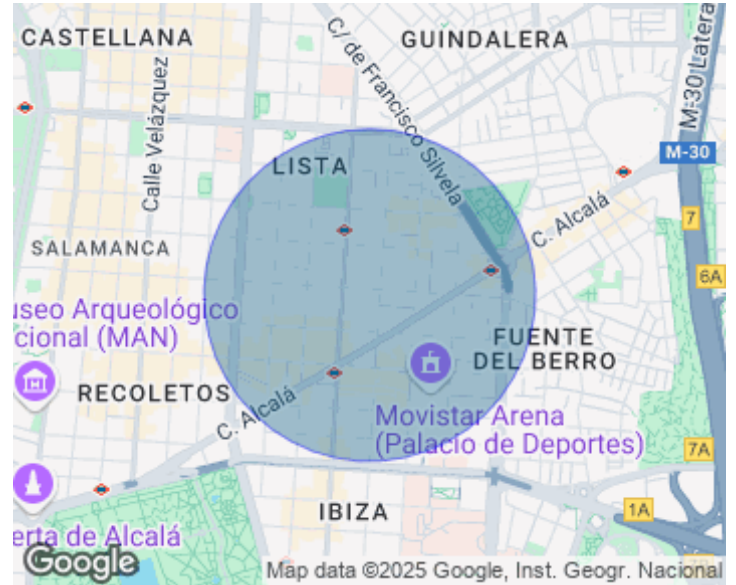 CASTELLANA
GUINDALERA
C/ de Francisco Silvela
M-30 Latera
Calle Velázquez
M-30
LISTA
C. Alcalá
7
SALAMANCA
6A
useo Arqueológico
cional (MAN)
FUENTE
DEL BERRO
RECOLETOS
C. Alcalá
Movistar Arena
(Palacio de Deportes)
7A
IBIZA
1A
erta de Alcalá
Google
Map data ©2025 Google, Inst. Geogr. Nacional